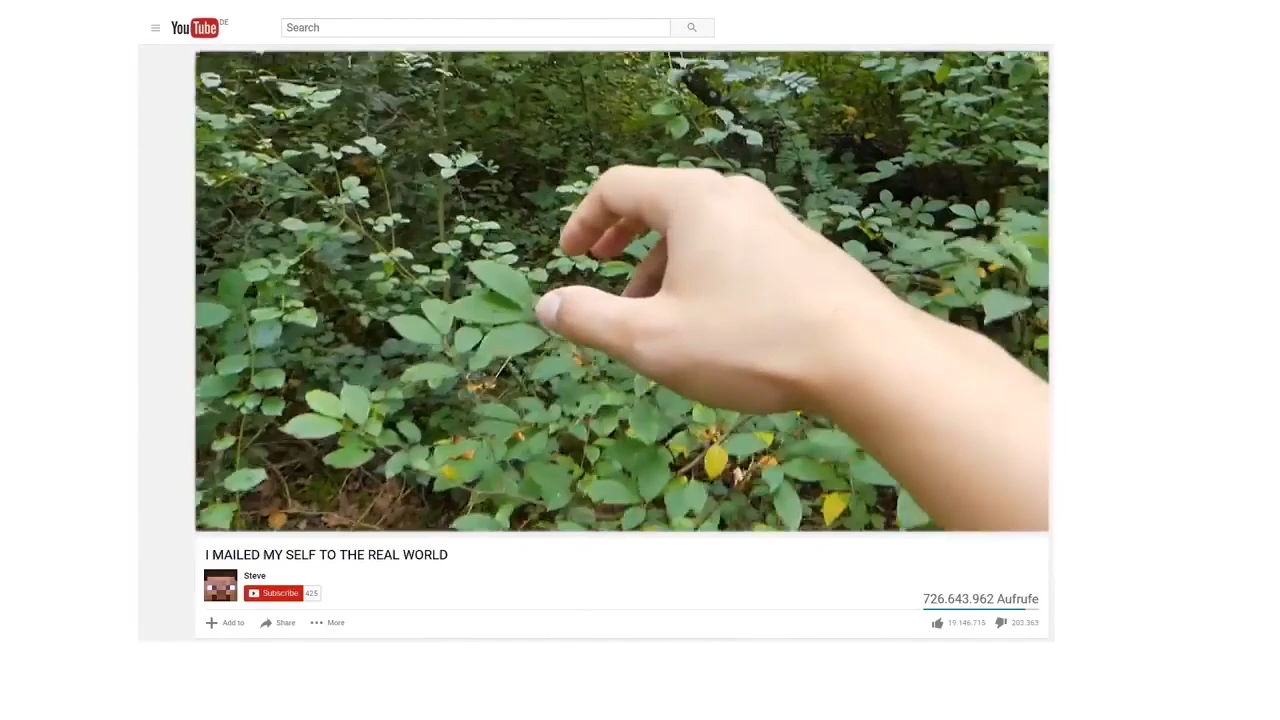 YouTube DE
Search
I MAILED MY SELF TO THE REAL WORLD
Steve
Subscribe 425
726.643.962 Aufrufe
Add to Share More
19.146.715 203.363